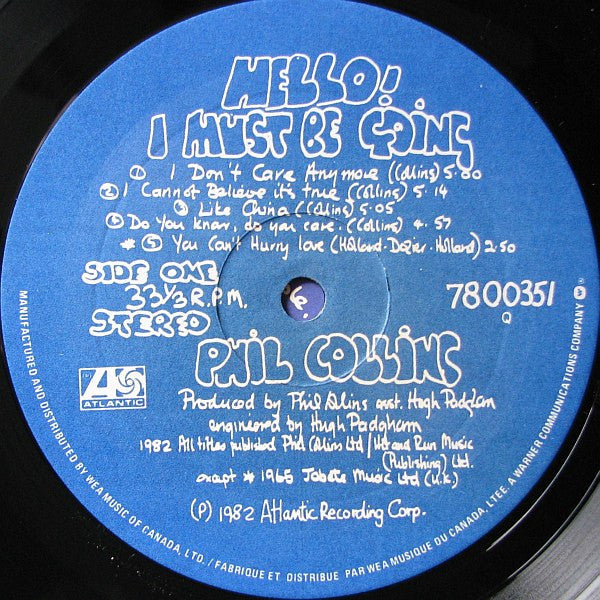 HELLO!
I MUST BE GOING
① I Don't Care Anymore (Collins) 5.00
② I Cannot Believe it's true (Collins) 5.14
③ Like China (Collins) 5.05
④ Do You know, do you care. (Collins) 4.57
* ⑤ You Can't Hurry love (Holland-Dozier-Holland) 2.50
SIDE ONE
33 1/3 R.P.M.
STEREO
7800351
Q
PHIL COLLINS
ATLANTIC
Produced by Phil Collins asst. Hugh Padgham
engineered by Hugh Padgham
1982 All titles published Phil Collins Ltd / Hit and Run Music
(Publishing) Ltd.
except * 1965 Jobete Music Ltd (U.K.)
(P) 1982 Atlantic Recording Corp.
MANUFACTURED AND DISTRIBUTED BY WEA MUSIC OF CANADA, LTD. / FABRIQUE ET DISTRIBUE PAR WEA MUSIQUE DU CANADA, LTEE. A WARNER COMMUNICATIONS COMPANY